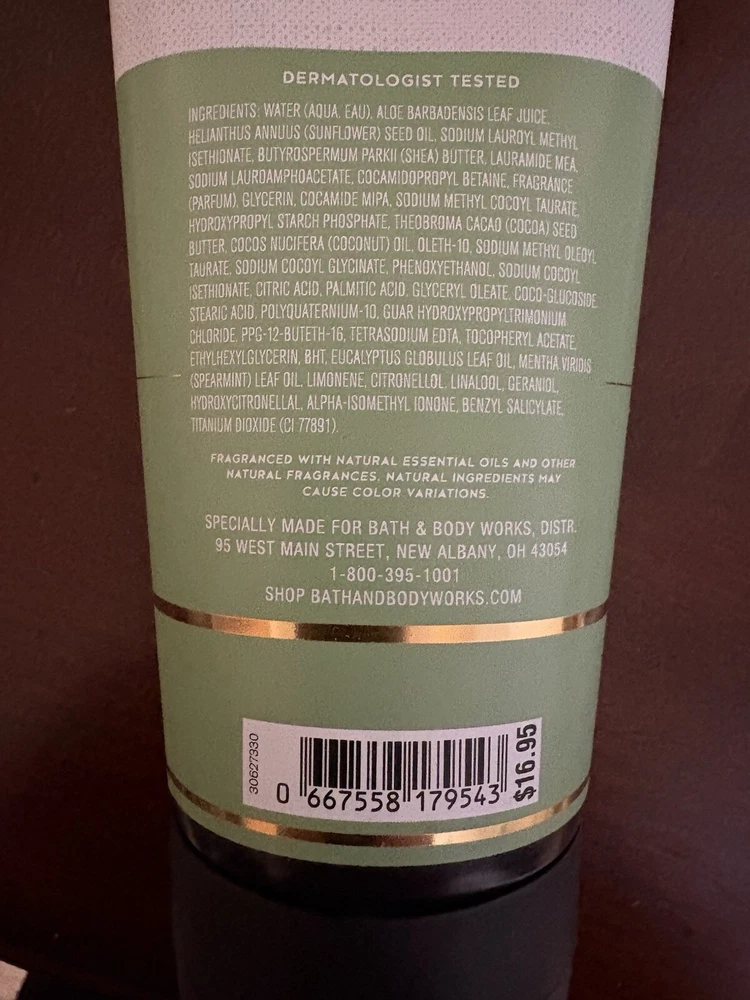 DERMATOLOGIST TESTED
INGREDIENTS: WATER (AQUA, EAU), ALOE BARBADENSIS LEAF JUICE,
HELIANTHUS ANNUUS (SUNFLOWER) SEED OIL, SODIUM LAUROYL METHYL
ISETHIONATE, BUTYROSPERMUM PARKII (SHEA) BUTTER, LAURAMIDE MEA,
SODIUM LAUROAMPHOACETATE, COCAMIDOPROPYL BETAINE, FRAGRANCE
(PARFUM), GLYCERIN, COCAMIDE MIPA, SODIUM METHYL COCOYL TAURATE,
HYDROXYPROPYL STARCH PHOSPHATE, THEOBROMA CACAO (COCOA) SEED
BUTTER, COCOS NUCIFERA (COCONUT) OIL, OLETH-10, SODIUM METHYL OLEOYL
TAURATE, SODIUM COCOYL GLYCINATE, PHENOXYETHANOL, SODIUM COCOYL
ISETHIONATE, CITRIC ACID, PALMITIC ACID, GLYCERYL OLEATE, COCO-GLUCOSIDE,
STEARIC ACID, POLYQUATERNIUM-10, GUAR HYDROXYPROPYLTRIMONIUM
CHLORIDE, PPG-12-BUTETH-16, TETRASODIUM EDTA, TOCOPHERYL ACETATE,
ETHYLHEXYLGLYCERIN, BHT, EUCALYPTUS GLOBULUS LEAF OIL, MENTHA VIRIDIS
(SPEARMINT) LEAF OIL, LIMONENE, CITRONELLOL, LINALOOL, GERANIOL,
HYDROXYCITRONELLAL, ALPHA-ISOMETHYL IONONE, BENZYL SALICYLATE,
TITANIUM DIOXIDE (CI 77891).
FRAGRANCED WITH NATURAL ESSENTIAL OILS AND OTHER
NATURAL FRAGRANCES, NATURAL INGREDIENTS MAY
CAUSE COLOR VARIATIONS.
SPECIALLY MADE FOR BATH & BODY WORKS, DISTR.
95 WEST MAIN STREET, NEW ALBANY, OH 43054
1-800-395-1001
SHOP BATHANDBODYWORKS.COM
30627330
0 667558 179543
$16.95